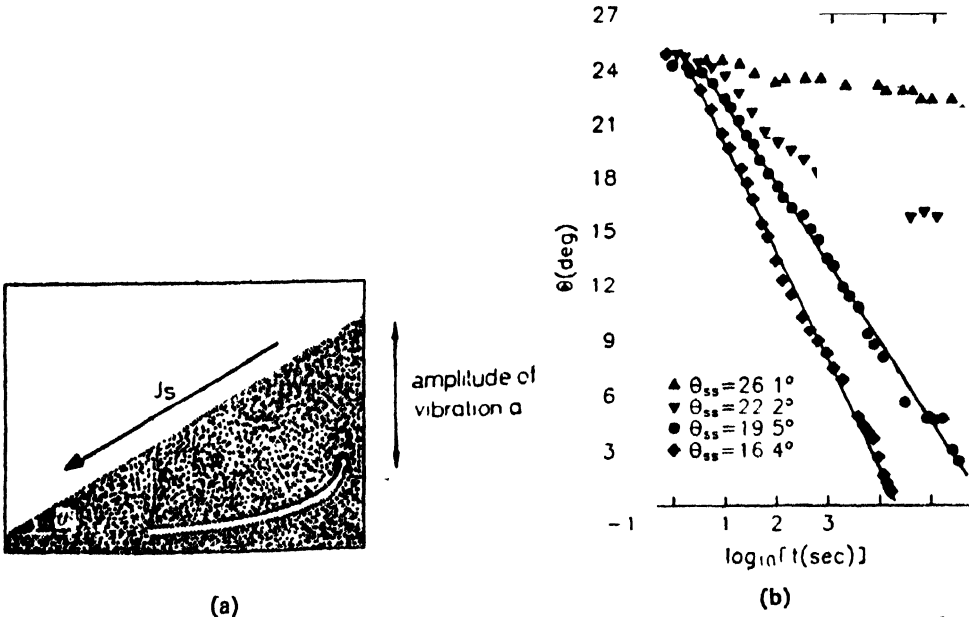 Js
θ
amplitude of
vibration a
(a)
27
24
21
18
15
12
9
6
3
-1
θ(deg)
▲ θss=26 1°
▼ θss=22 2°
● θss=19 5°
◆ θss=16 4°
1 2 3
log10[t(sec)]
(b)